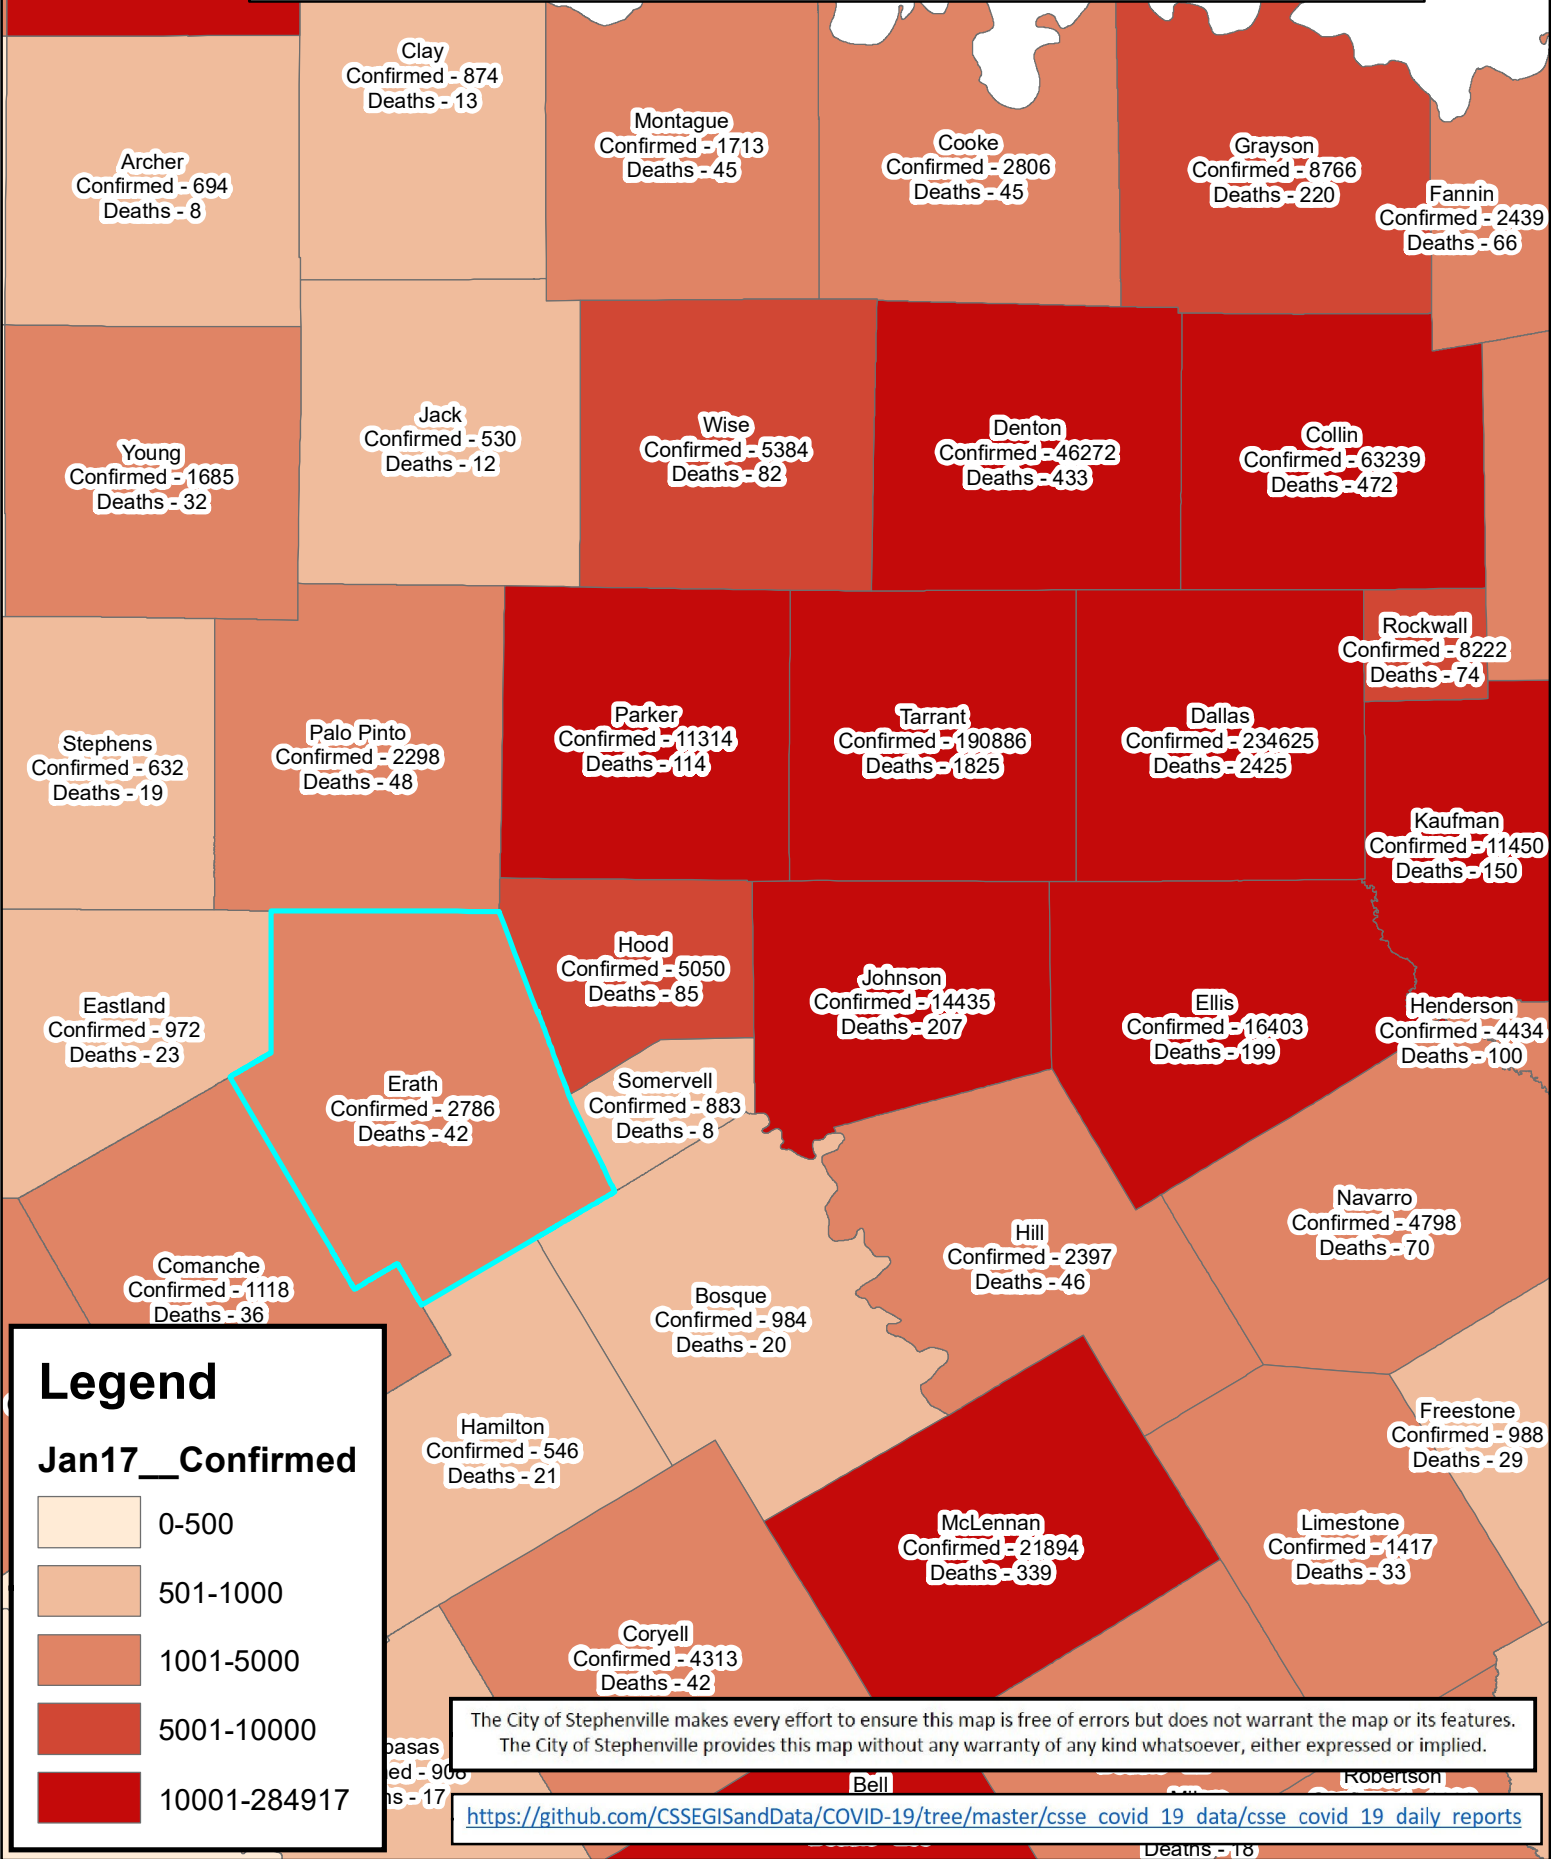 Clay
Confirmed - 874
Deaths - 13
Montague
Confirmed - 1713
Deaths - 45
Cooke
Confirmed - 2806
Deaths - 45
Grayson
Confirmed - 8766
Deaths - 220
Archer
Confirmed - 694
Deaths - 8
Fannin
Confirmed - 2439
Deaths - 66
Young
Confirmed - 1685
Deaths - 32
Jack
Confirmed - 530
Deaths - 12
Wise
Confirmed - 5384
Deaths - 82
Denton
Confirmed - 46272
Deaths - 433
Collin
Confirmed - 63239
Deaths - 472
Rockwall
Confirmed - 8222
Deaths - 74
Stephens
Confirmed - 632
Deaths - 19
Palo Pinto
Confirmed - 2298
Deaths - 48
Parker
Confirmed - 11314
Deaths - 114
Tarrant
Confirmed - 190886
Deaths - 1825
Dallas
Confirmed - 234625
Deaths - 2425
Kaufman
Confirmed - 11450
Deaths - 150
Eastland
Confirmed - 972
Deaths - 23
Erath
Confirmed - 2786
Deaths - 42
Hood
Confirmed - 5050
Deaths - 85
Somervell
Confirmed - 883
Deaths - 8
Johnson
Confirmed - 14435
Deaths - 207
Ellis
Confirmed - 16403
Deaths - 199
Henderson
Confirmed - 4434
Deaths - 100
Comanche
Confirmed - 1118
Deaths - 36
Bosque
Confirmed - 984
Deaths - 20
Hill
Confirmed - 2397
Deaths - 46
Navarro
Confirmed - 4798
Deaths - 70
Hamilton
Confirmed - 546
Deaths - 21
Freestone
Confirmed - 988
Deaths - 29
McLennan
Confirmed - 21894
Deaths - 339
Limestone
Confirmed - 1417
Deaths - 33
Coryell
Confirmed - 4313
Deaths - 42
Legend
Jan17__Confirmed
0-500
501-1000
1001-5000
5001-10000
10001-284917
pasas
ed - 908
ns - 17
The City of Stephenville makes every effort to ensure this map is free of errors but does not warrant the map or its features.
The City of Stephenville provides this map without any warranty of any kind whatsoever, either expressed or implied.
Bell
Robertson
https://github.com/CSSEGISandData/COVID-19/tree/master/csse_covid_19_data/csse_covid_19_daily_reports
Deaths - 18